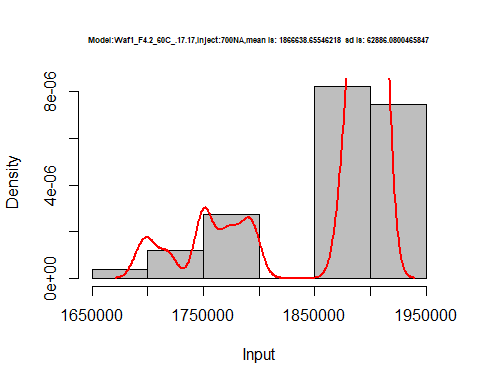 Model:Waf1_F4.2_60C_.17.17,Inject:700NA,mean is: 1866638.65546218 sd is: 62886.0800465847
8e-06
4e-06
0e+00
Density
1650000 1750000 1850000 1950000
Input